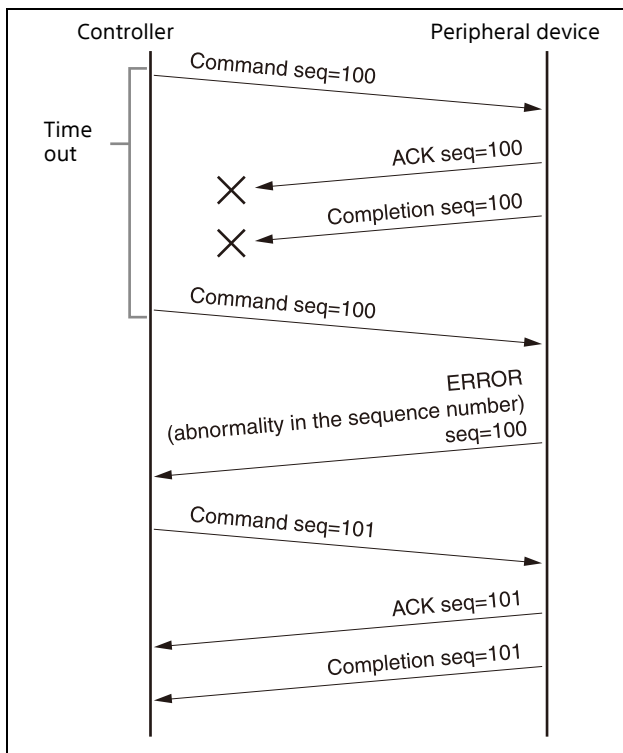 Controller
Peripheral device
Command seq=100
Time
out
ACK seq=100
Completion seq=100
Command seq=100
ERROR
(abnormality in the sequence number)
seq=100
Command seq=101
ACK seq=101
Completion seq=101